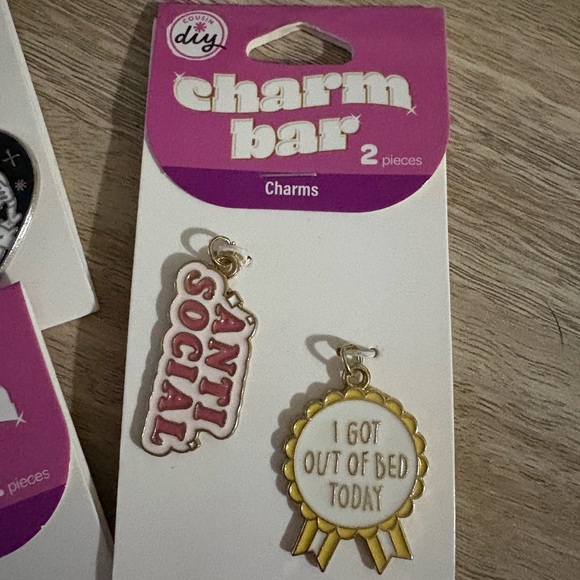 COUSIN
diy
charm
bar
2 pieces
Charms
ANTI
SOCIAL
I GOT
OUT OF BED
TODAY
pieces